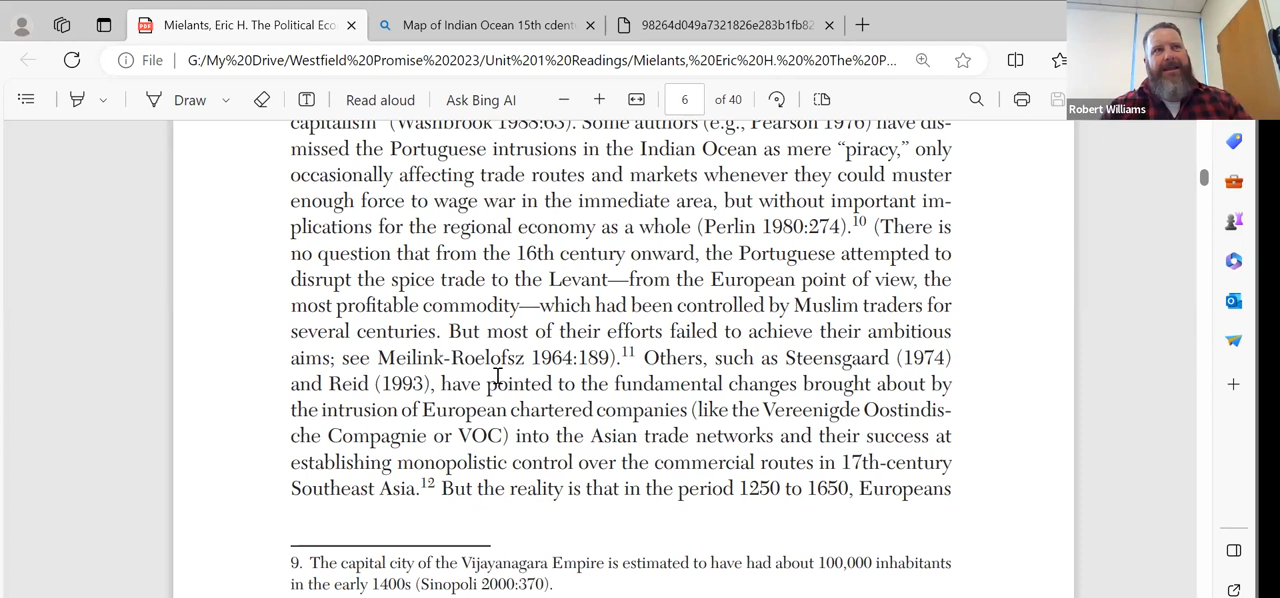 Mielants, Eric H. The Political Eco
Map of Indian Ocean 15th cdent
98264d049a7321826e283b1fb82
File
G:/My%20Drive/Westfield%20Promise%202023/Unit%201%20Readings/Mielants,%20Eric%20H.%20%20The%20P...
Draw
Read aloud
Ask Bing AI
6
of 40
Robert Williams
capitalism" (Washbrook 1988:63). Some authors (e.g., Pearson 1976) have dis-
missed the Portuguese intrusions in the Indian Ocean as mere “piracy,” only
occasionally affecting trade routes and markets whenever they could muster
enough force to wage war in the immediate area, but without important im-
plications for the regional economy as a whole (Perlin 1980:274).10 (There is
no question that from the 16th century onward, the Portuguese attempted to
disrupt the spice trade to the Levant—from the European point of view, the
most profitable commodity—which had been controlled by Muslim traders for
several centuries. But most of their efforts failed to achieve their ambitious
aims; see Meilink-Roelofsz 1964:189).11 Others, such as Steensgaard (1974)
and Reid (1993), have pointed to the fundamental changes brought about by
the intrusion of European chartered companies (like the Vereenigde Oostindis-
che Compagnie or VOC) into the Asian trade networks and their success at
establishing monopolistic control over the commercial routes in 17th-century
Southeast Asia.12 But the reality is that in the period 1250 to 1650, Europeans
9. The capital city of the Vijayanagara Empire is estimated to have had about 100,000 inhabitants
in the early 1400s (Sinopoli 2000:370).